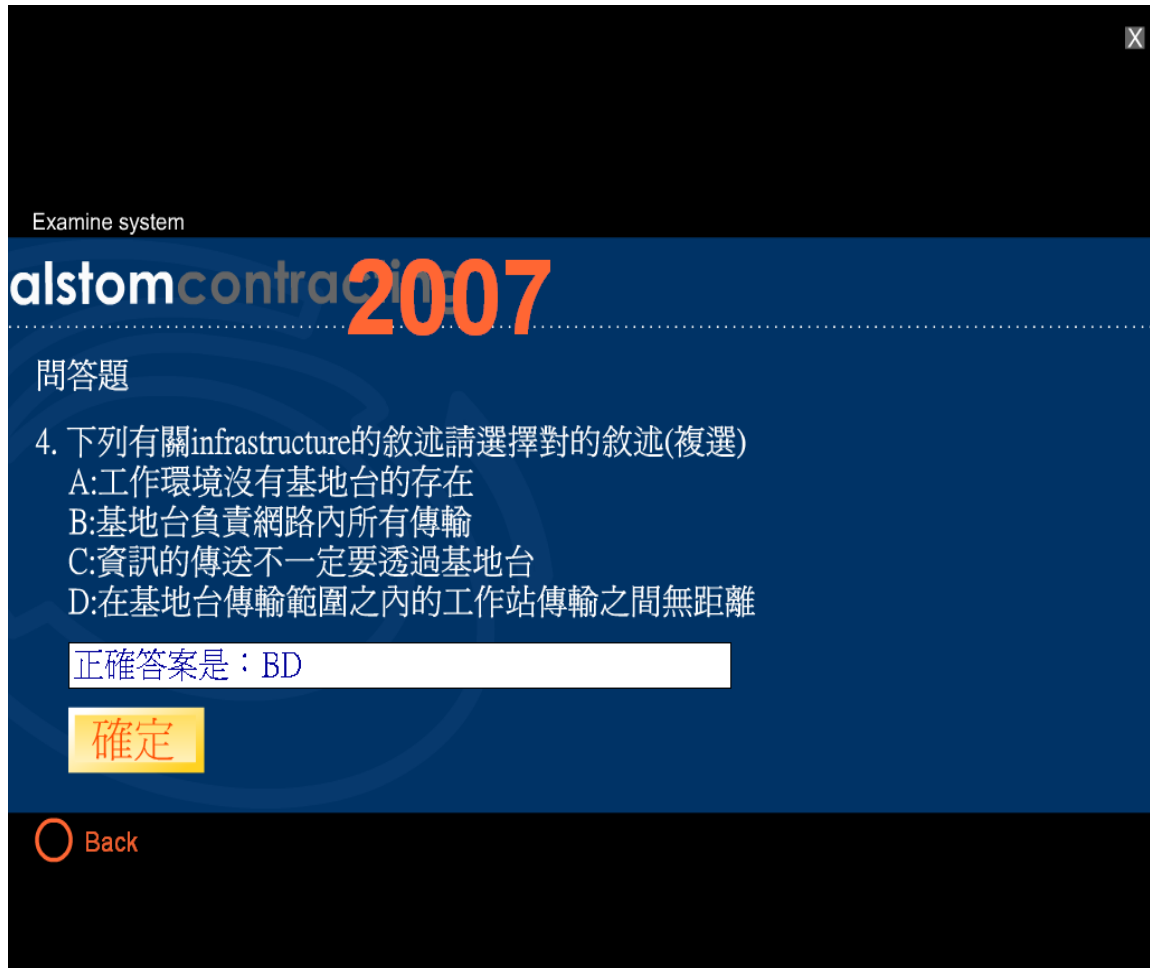 X
Examine system
alstomcontracting 2007
問答題
4. 下列有關infrastructure的敘述請選擇對的敘述(複選)
A:工作環境沒有基地台的存在
B:基地台負責網路內所有傳輸
C:資訊的傳送不一定要透過基地台
D:在基地台傳輸範圍之內的工作站傳輸之間無距離
正確答案是：BD
確定
Back